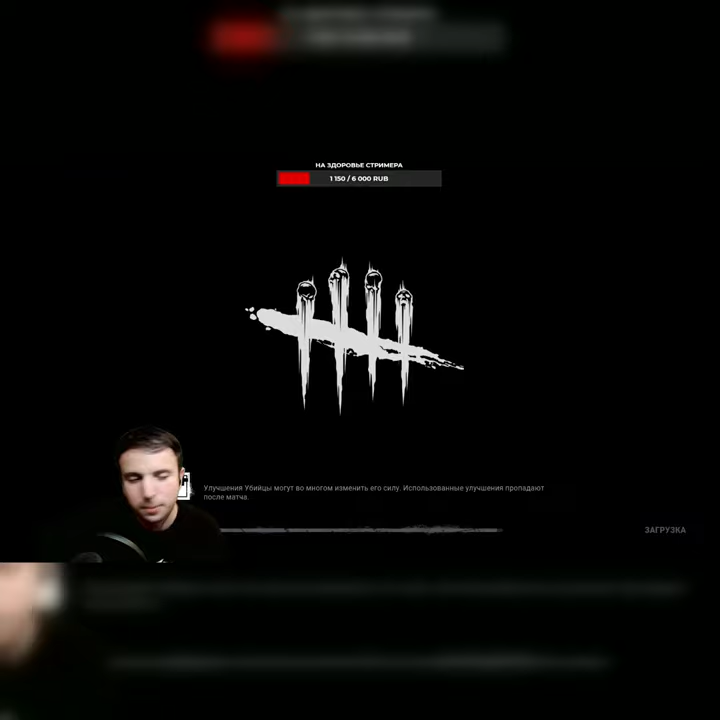 НА ЗДОРОВЬЕ СТРИМЕРА
1 150 / 6 000 RUB
Улучшения Убийцы могут во многом изменить его силу. Использованные улучшения пропадают
после матча.
ЗАГРУЗКА